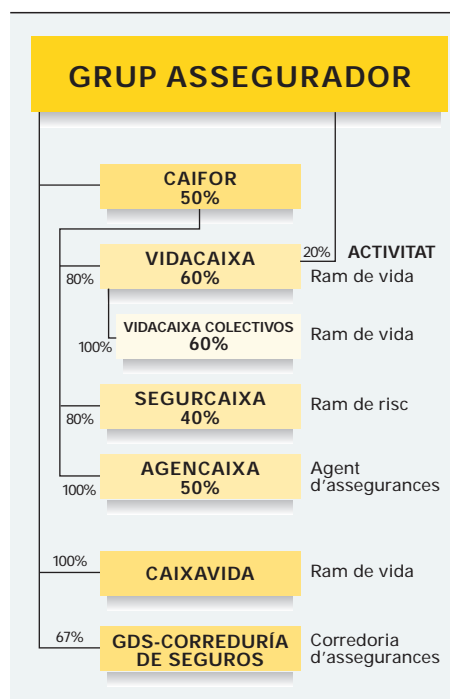 GRUP ASSEGURADOR
CAIFOR
50%
20% ACTIVITAT
80%
VIDACAIXA
60%
Ram de vida
100%
VIDACAIXA COLECTIVOS
60%
Ram de vida
80%
SEGURCAIXA
40%
Ram de risc
100%
AGENCAIXA
50%
Agent
d'assegurances
100%
CAIXAVIDA
Ram de vida
67%
GDS-CORREDURÍA
DE SEGUROS
Corredoria
d'assegurances